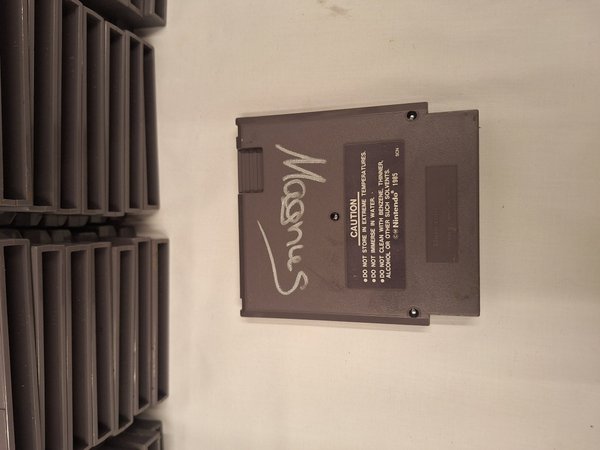 Magnus
CAUTION
●DO NOT STORE IN EXTREME TEMPERATURES.
●DO NOT IMMERSE IN WATER.
●DO NOT CLEAN WITH BENZENE, THINNER,
ALCOHOL OR OTHER SUCH SOLVENTS.
©Nintendo® 1985 SCN